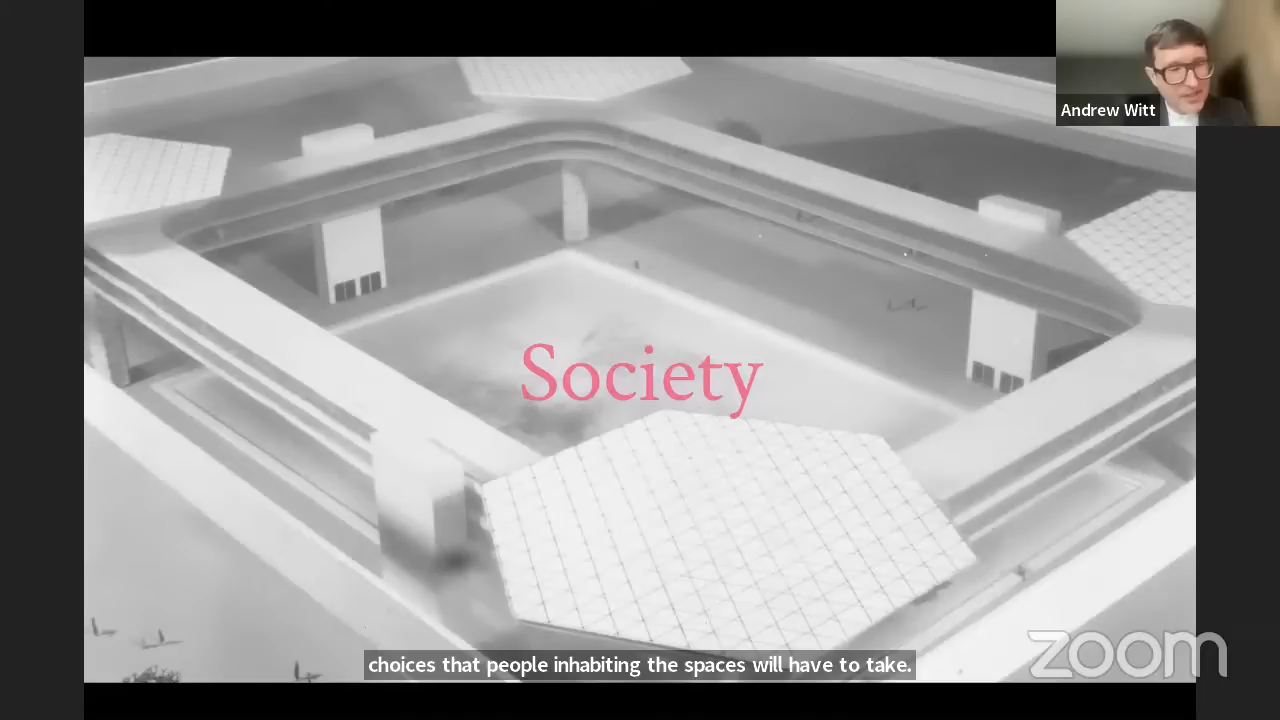 Andrew Witt
Society
choices that people inhabiting the spaces will have to take.
zoom